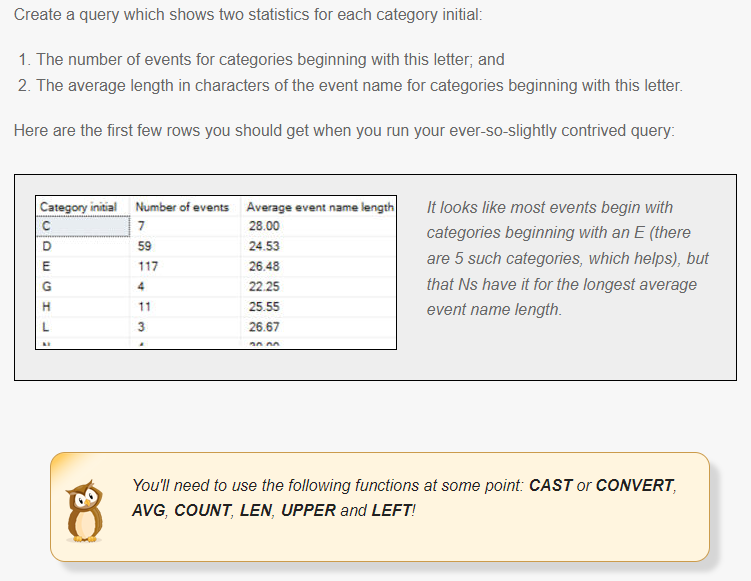 Create a query which shows two statistics for each category initial:
1. The number of events for categories beginning with this letter; and
2. The average length in characters of the event name for categories beginning with this letter.
Here are the first few rows you should get when you run your ever-so-slightly contrived query:
Category initial Number of events Average event name length
C 7 28.00
D 59 24.53
E 117 26.48
G 4 22.25
H 11 25.55
L 3 26.67
It looks like most events begin with
categories beginning with an E (there
are 5 such categories, which helps), but
that Ns have it for the longest average
event name length.
You'll need to use the following functions at some point: CAST or CONVERT,
AVG, COUNT, LEN, UPPER and LEFT!